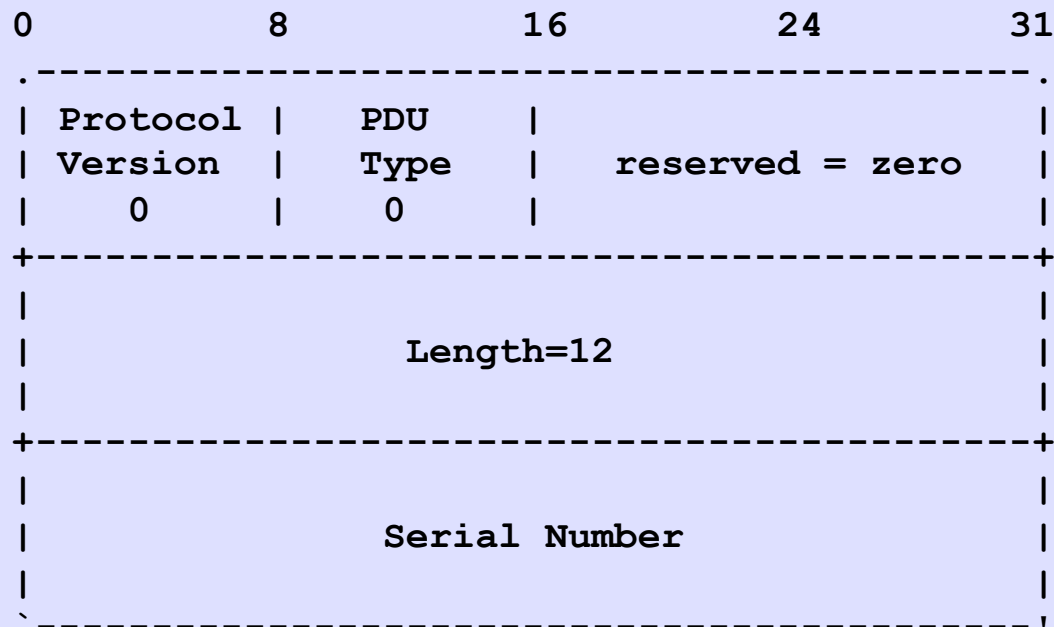 0          8          16         24         31
.-------------------------------------------.
| Protocol |   PDU    |                     |
| Version  |   Type   |   reserved = zero   |
|    0     |    0     |                     |
+-------------------------------------------+
|                                           |
|                Length=12                  |
|                                           |
+-------------------------------------------+
|                                           |
|               Serial Number               |
|                                           |
`-------------------------------------------'